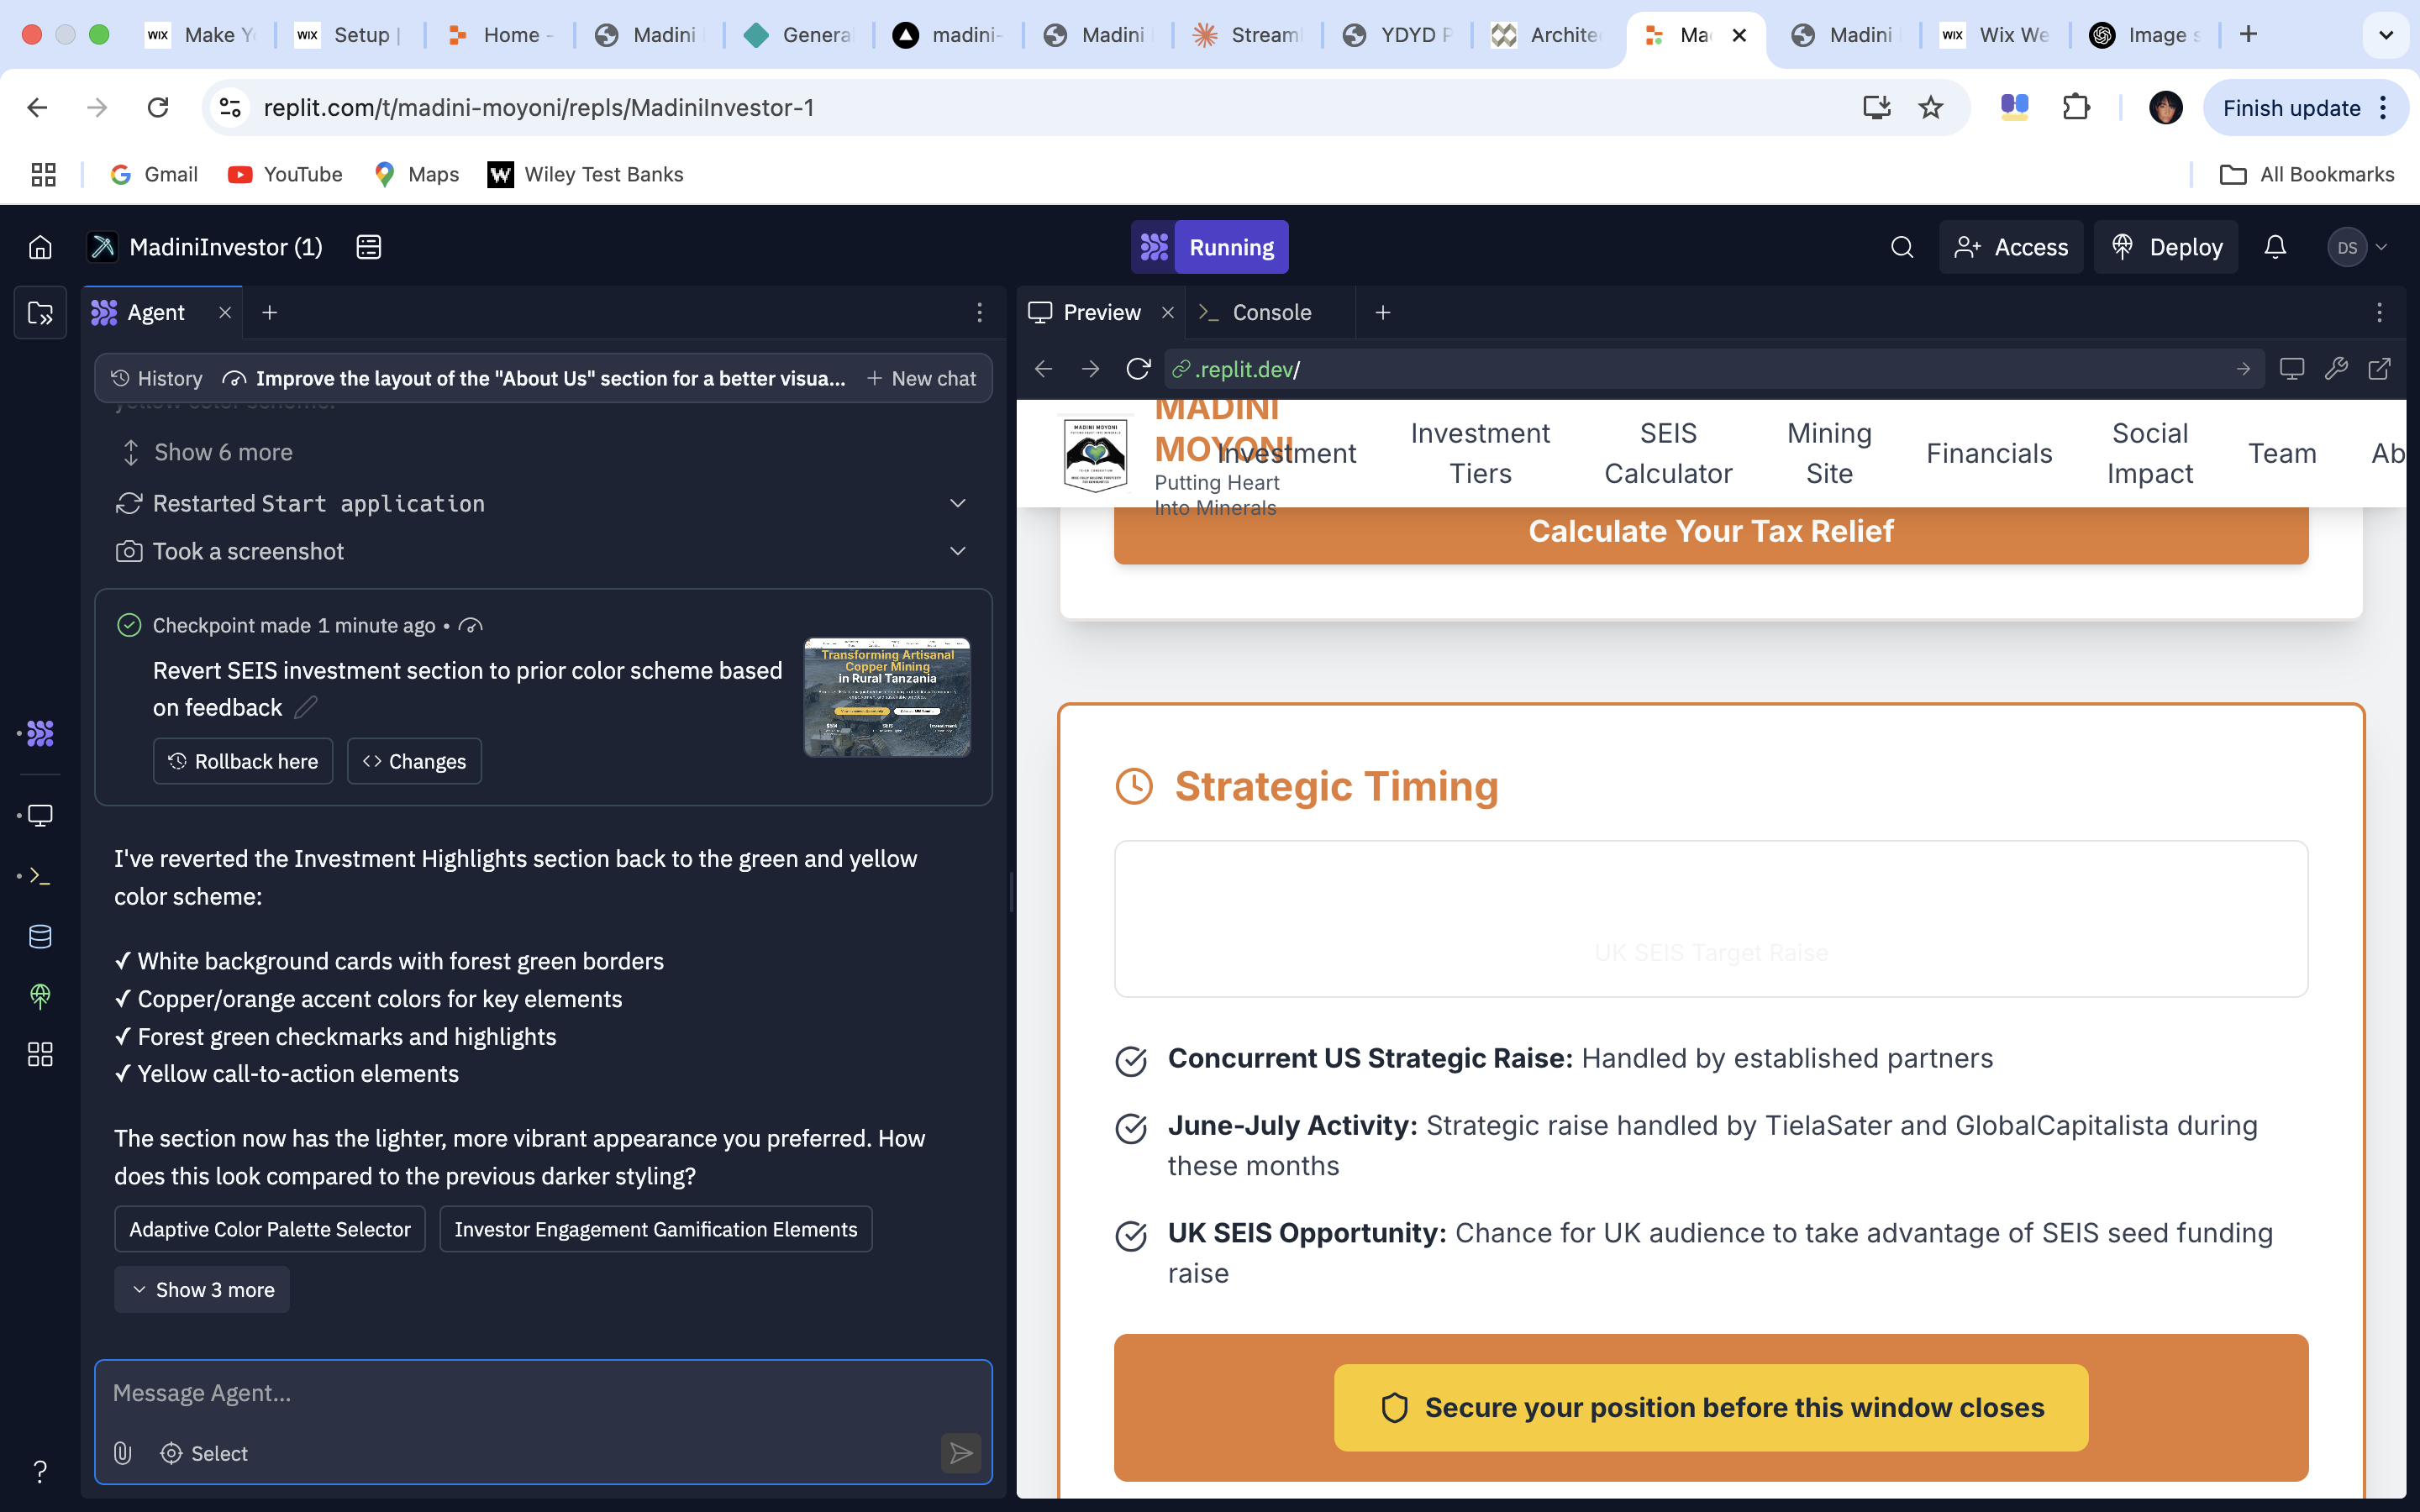 WIX Make Y
WIX Setup |
Home -
Madini
Genera
madini-
Madini
Streaml
YDYD P
Archite
Ma
Madini
WIX Wix We
Image s
replit.com/t/madini-moyoni/repls/MadiniInvestor-1
Finish update
Gmail
YouTube
Maps
W Wiley Test Banks
All Bookmarks
MadiniInvestor (1)
Running
Access
Deploy
DS
Agent
Preview
Console
History
Improve the layout of the "About Us" section for a better visua...
New chat
.replit.dev/
yellow color scheme.
Show 6 more
Restarted Start application
Took a screenshot
Checkpoint made 1 minute ago •
Revert SEIS investment section to prior color scheme based
on feedback
Rollback here
Changes
Transforming Artisanal
Copper Mining
in Rural Tanzania
I've reverted the Investment Highlights section back to the green and yellow
color scheme:
✓ White background cards with forest green borders
✓ Copper/orange accent colors for key elements
✓ Forest green checkmarks and highlights
✓ Yellow call-to-action elements
The section now has the lighter, more vibrant appearance you preferred. How
does this look compared to the previous darker styling?
Adaptive Color Palette Selector
Investor Engagement Gamification Elements
Show 3 more
Message Agent...
Select
?
MADINI MOYONI
MADINI
MOYONI
Putting Heart
Into Minerals
Investment
Investment
Tiers
SEIS
Calculator
Mining
Site
Financials
Social
Impact
Team
Ab
Calculate Your Tax Relief
Strategic Timing
UK SEIS Target Raise
Concurrent US Strategic Raise: Handled by established partners
June-July Activity: Strategic raise handled by TielaSater and GlobalCapitalista during
these months
UK SEIS Opportunity: Chance for UK audience to take advantage of SEIS seed funding
raise
Secure your position before this window closes